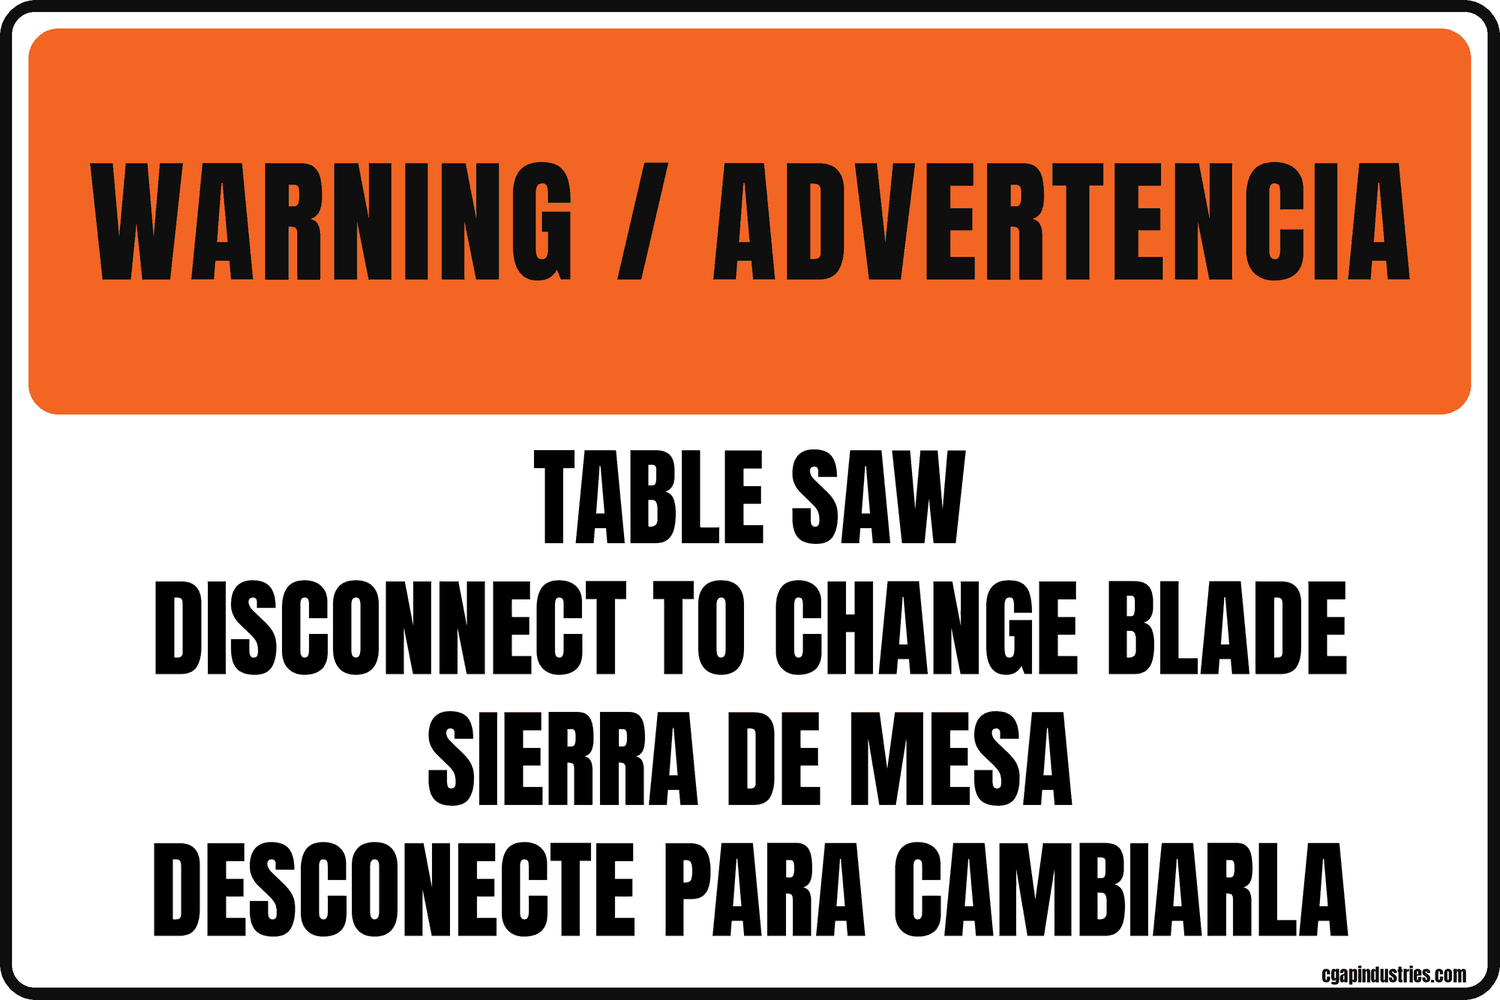 WARNING / ADVERTENCIA
TABLE SAW
DISCONNECT TO CHANGE BLADE
SIERRA DE MESA
DESCONECTE PARA CAMBIARLA
cgapindustries.com